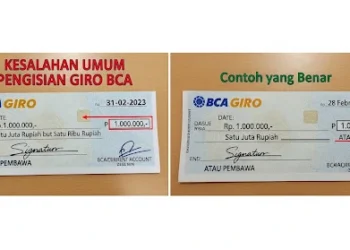 KESALAHAN UMUM
PENGISIAN GIRO BCA
BCA GIRO
31-02-2023
1.000.000,-
1.000.000,-
Satu Juta Rupiah but Satu Ribu Rupiah
Signature
PEMBAWA
Contoh yang Benar
BCA GIRO
28 Febru
Rp. 1.000.000,-
Satu Juta Rupiah
Signature
ATAU PEMBAWA